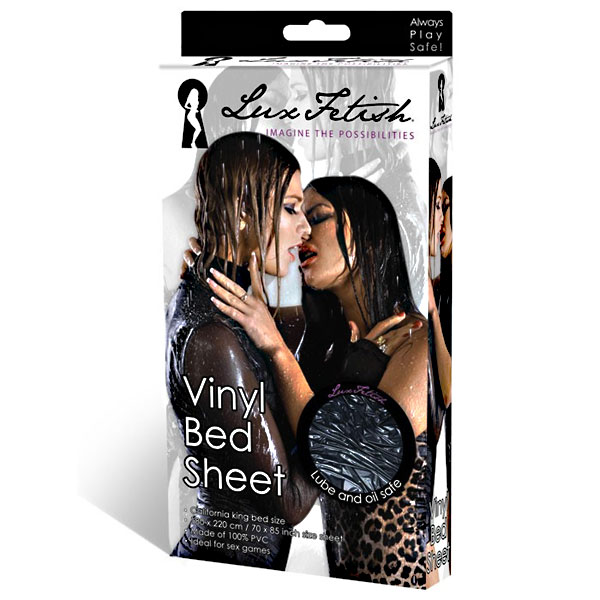 Always
Play
Safe!
Lux Fetish
IMAGINE THE POSSIBILITIES
Lux Fetish
Lube and oil safe
Vinyl
Bed
Sheet
• California king bed size
x 220 cm / 70 x 85 inch size sheet
Made of 100% PVC
• Ideal for sex games
Vinyl
Bed
Sheet